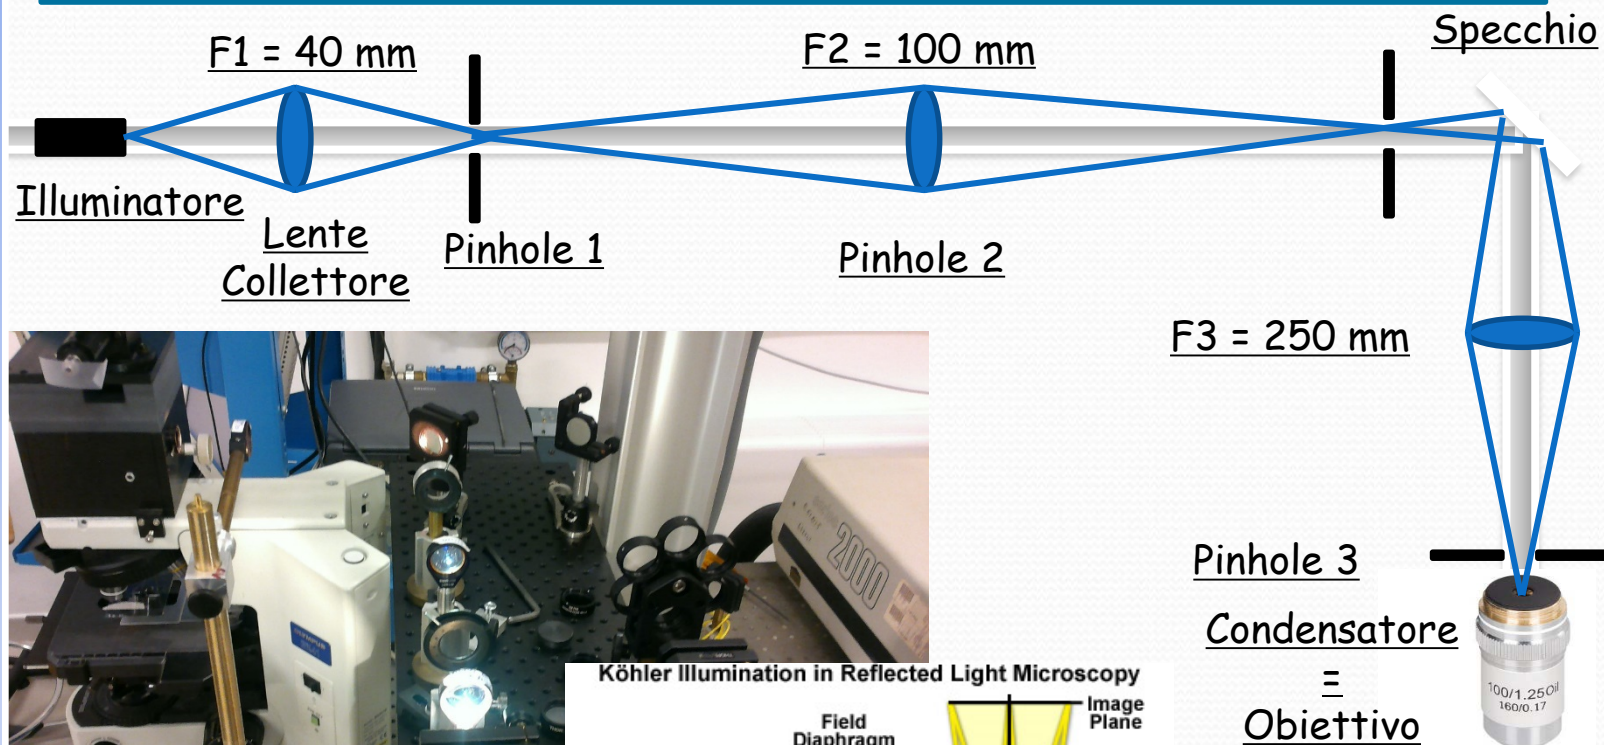 Specchio
F1 = 40 mm
F2 = 100 mm
Illuminatore
Lente
Collettore
Pinhole 1
Pinhole 2
F3 = 250 mm
2000
OLYMPUS
Pinhole 3
Condensatore
=
Obiettivo
100/1.25Oil
160/0.17
Köhler Illumination in Reflected Light Microscopy
Image
Plane
Field
Diaphragm